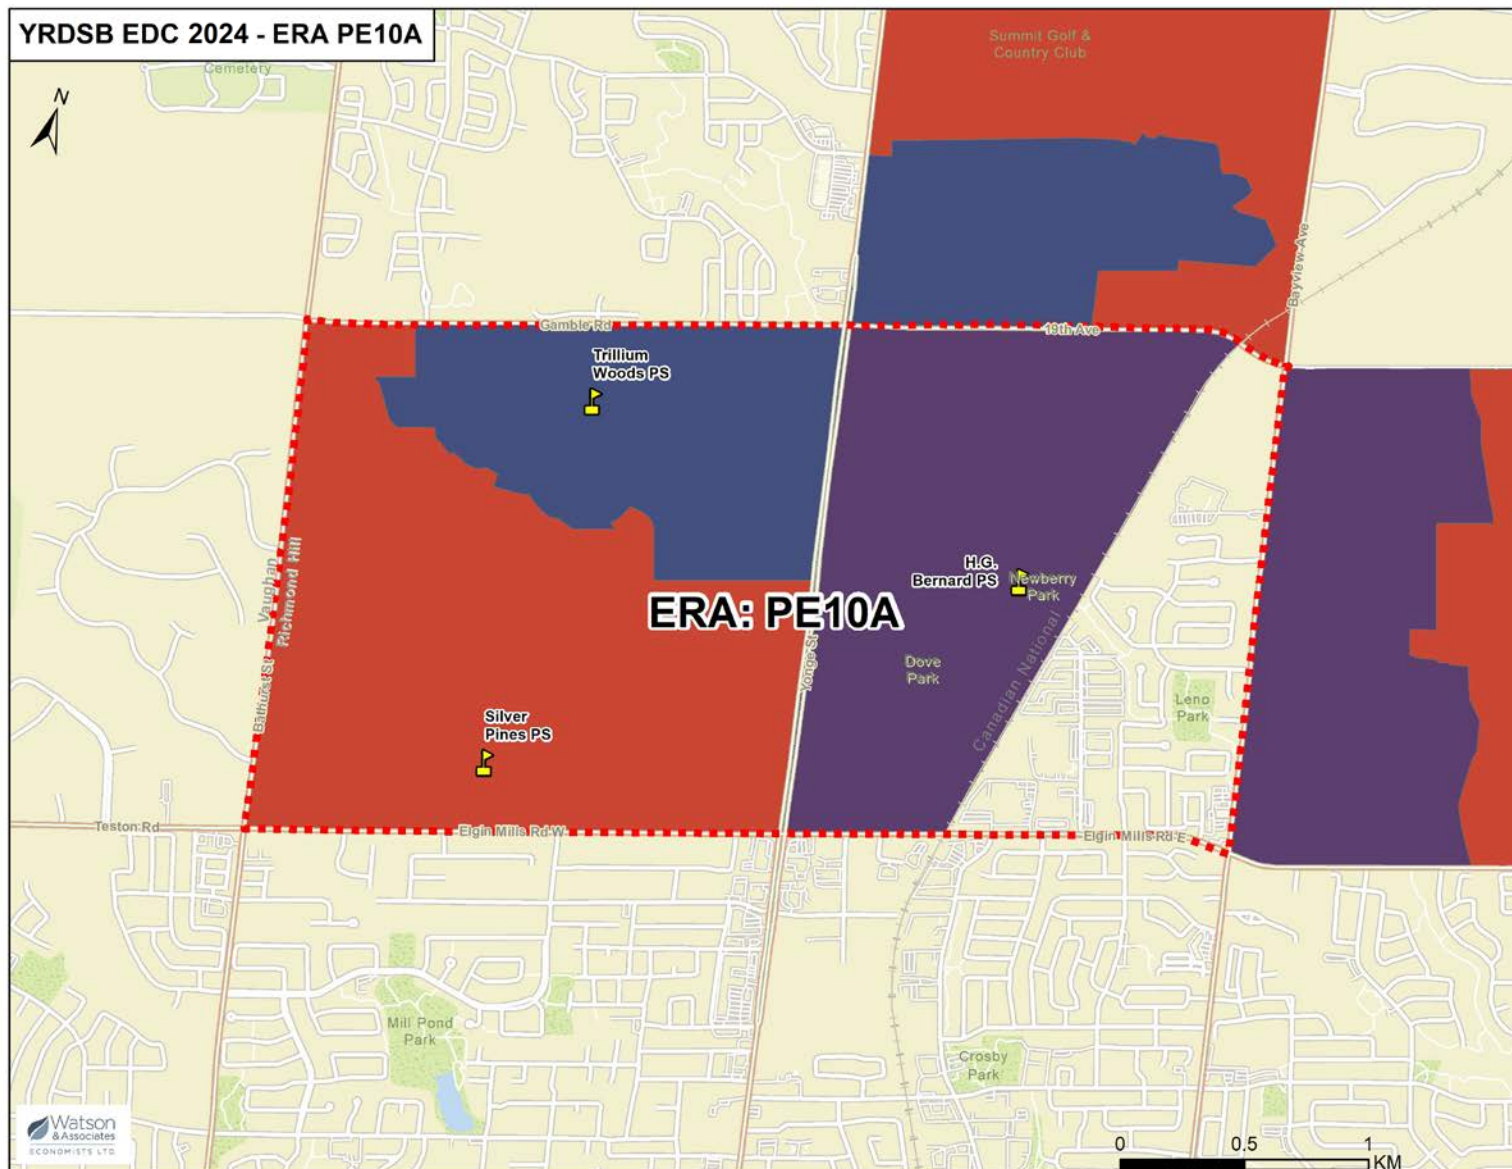 YRDSB EDC 2024 - ERA PE10A
Cemetery
Summit Golf &
Country Club
N
Bayview Ave
Gamble Rd
19th Ave
Trillium
Woods PS
H.G.
Bernard PS
Newberry
Park
Vaughan
Richmond Hill
ERA: PE10A
Yonge St
Dove
Park
Canadian National
Leno
Park
Bathurst St
Silver
Pines PS
Teston Rd
Elgin Mills Rd W
Elgin Mills Rd E
Mill Pond
Park
Crosby
Park
Watson
& Associates
ECONOMISTS LTD.
0 0.5 1
KM